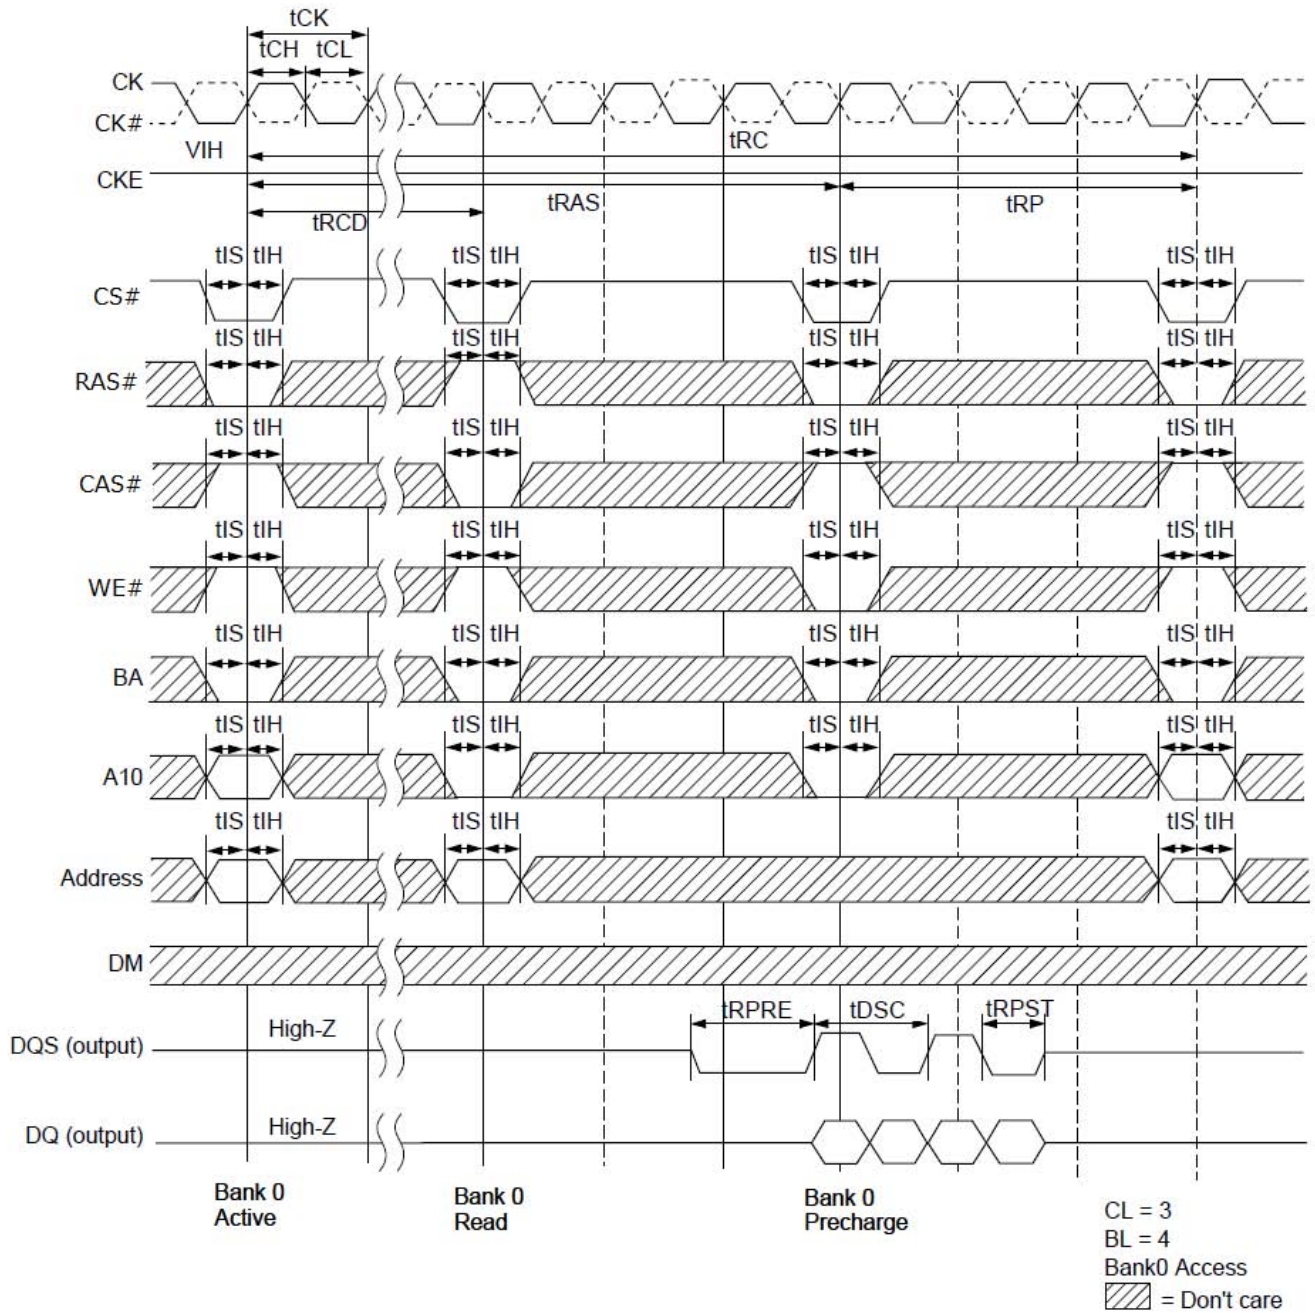 tCK
tCH tCL
CK
CK#
VIH
tRC
CKE
tRAS
tRP
tRCD
tIS tIH tIS tIH tIS tIH tIS tIH
CS#
tIS tIH tIS tIH tIS tIH tIS tIH
RAS#
tIS tIH tIS tIH tIS tIH tIS tIH
CAS#
tIS tIH tIS tIH tIS tIH tIS tIH
WE#
tIS tIH tIS tIH tIS tIH tIS tIH
BA
tIS tIH tIS tIH tIS tIH tIS tIH
A10
tIS tIH tIS tIH tIS tIH
Address
DM
tRPRE tDSC tRPST
High-Z
DQS (output)
High-Z
DQ (output)
Bank 0
Active
Bank 0
Read
Bank 0
Precharge
CL = 3
BL = 4
Bank0 Access
= Don't care